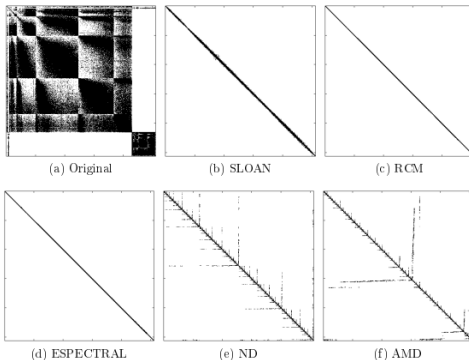 (a) Original
(b) SLOAN
(c) RCM
(d) ESPECTRAL
(e) ND
(f) AMD